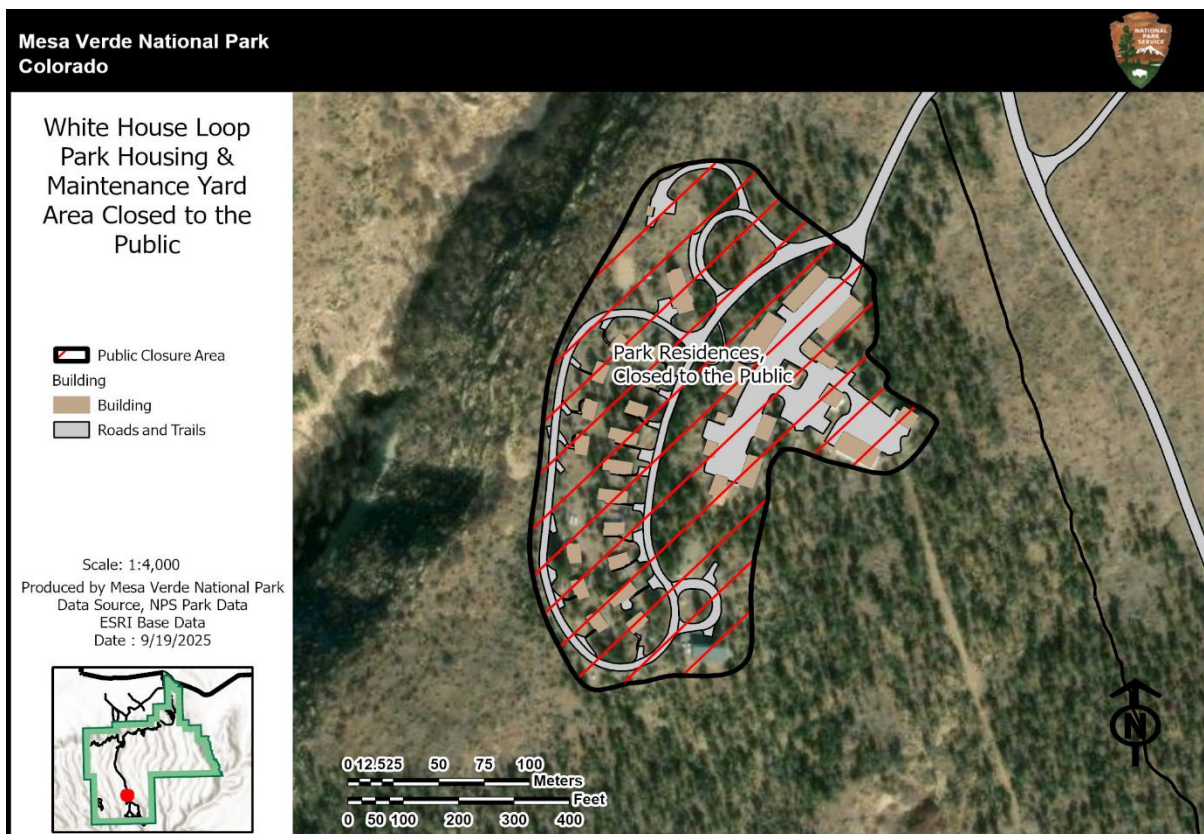 Mesa Verde National Park
Colorado
NATIONAL
PARK
SERVICE
White House Loop
Park Housing &
Maintenance Yard
Area Closed to the
Public
Public Closure Area
Building
Building
Roads and Trails
Scale: 1:4,000
Produced by Mesa Verde National Park
Data Source, NPS Park Data
ESRI Base Data
Date : 9/19/2025
Park Residences,
Closed to the Public
0 12.525 50 75 100
Meters
Feet
0 50 100 200 300 400
N